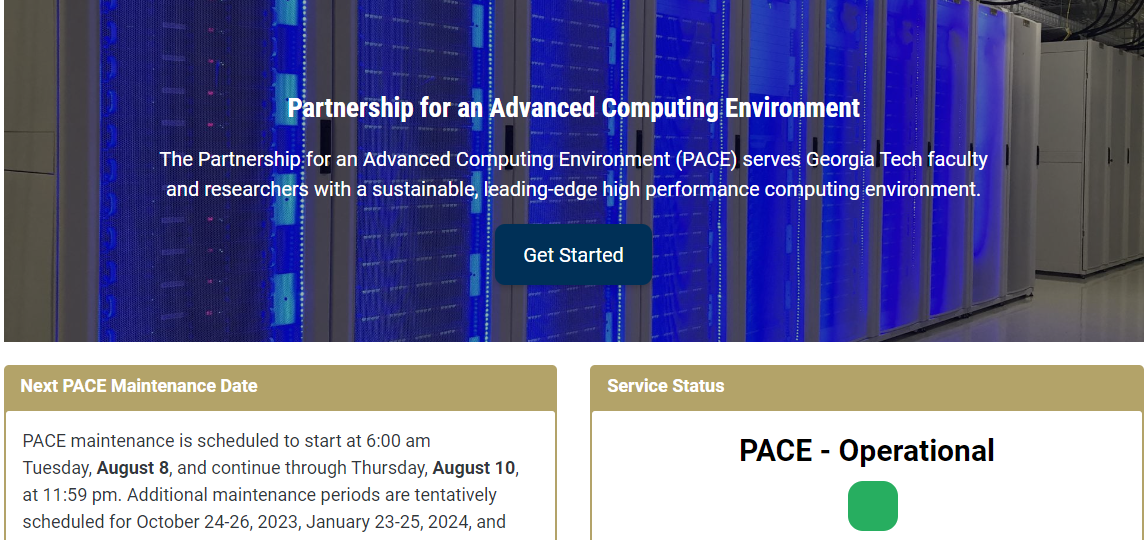 Partnership for an Advanced Computing Environment
The Partnership for an Advanced Computing Environment (PACE) serves Georgia Tech faculty
and researchers with a sustainable, leading-edge high performance computing environment.
Get Started
Next PACE Maintenance Date
PACE maintenance is scheduled to start at 6:00 am
Tuesday, August 8, and continue through Thursday, August 10,
at 11:59 pm. Additional maintenance periods are tentatively
scheduled for October 24-26, 2023, January 23-25, 2024, and
Service Status
PACE - Operational